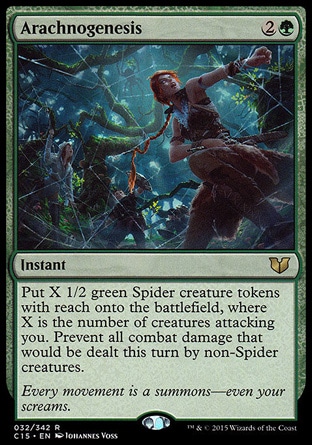 Arachnogenesis 2
Instant
Put X 1/2 green Spider creature tokens
with reach onto the battlefield, where
X is the number of creatures attacking
you. Prevent all combat damage that
would be dealt this turn by non-Spider
creatures.
Every movement is a summons—even your
screams.
032/342 R
C15 • EN Johannes Voss
™ & © 2015 Wizards of the Coast